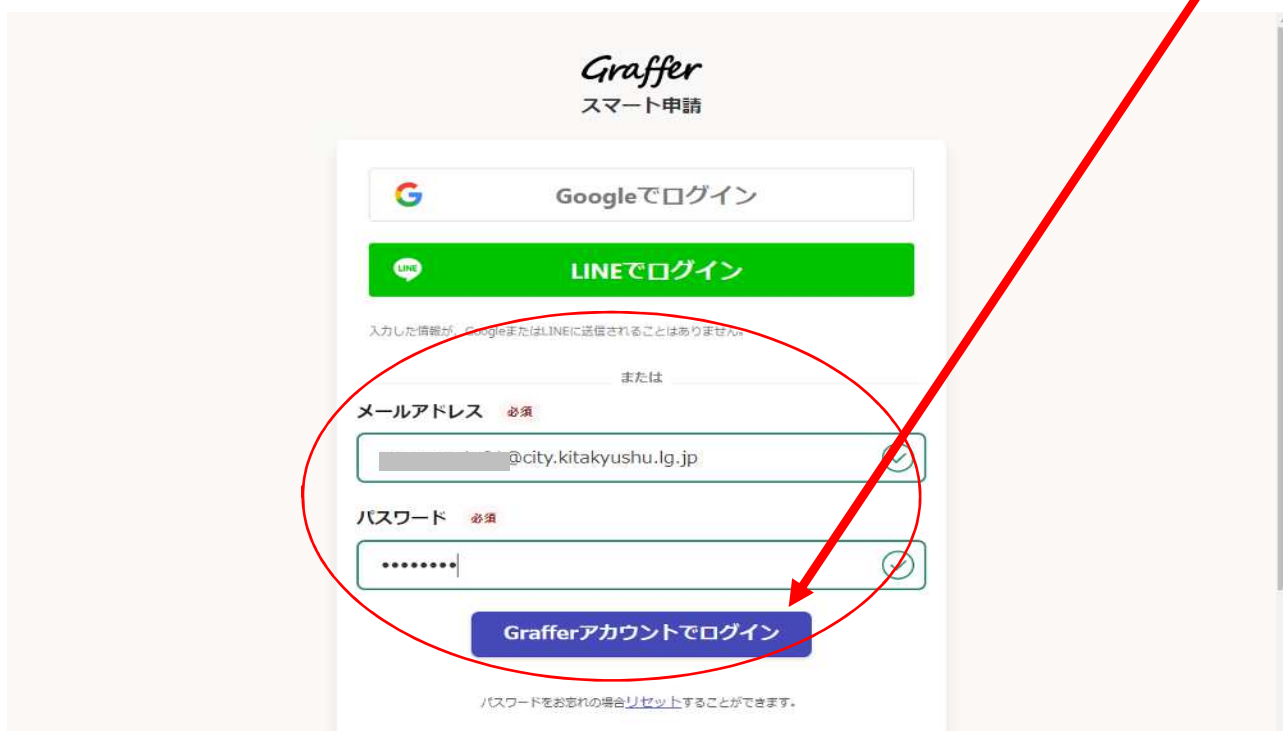 Graffer
スマート申請
Googleでログイン
LINE
LINEでログイン
入力した情報が、GoogleまたはLINEに送信されることはありません。
または
メールアドレス 必須
@city.kitakyushu.lg.jp
パスワード 必須
••••••••
Grafferアカウントでログイン
パスワードをお忘れの場合リセットすることができます。